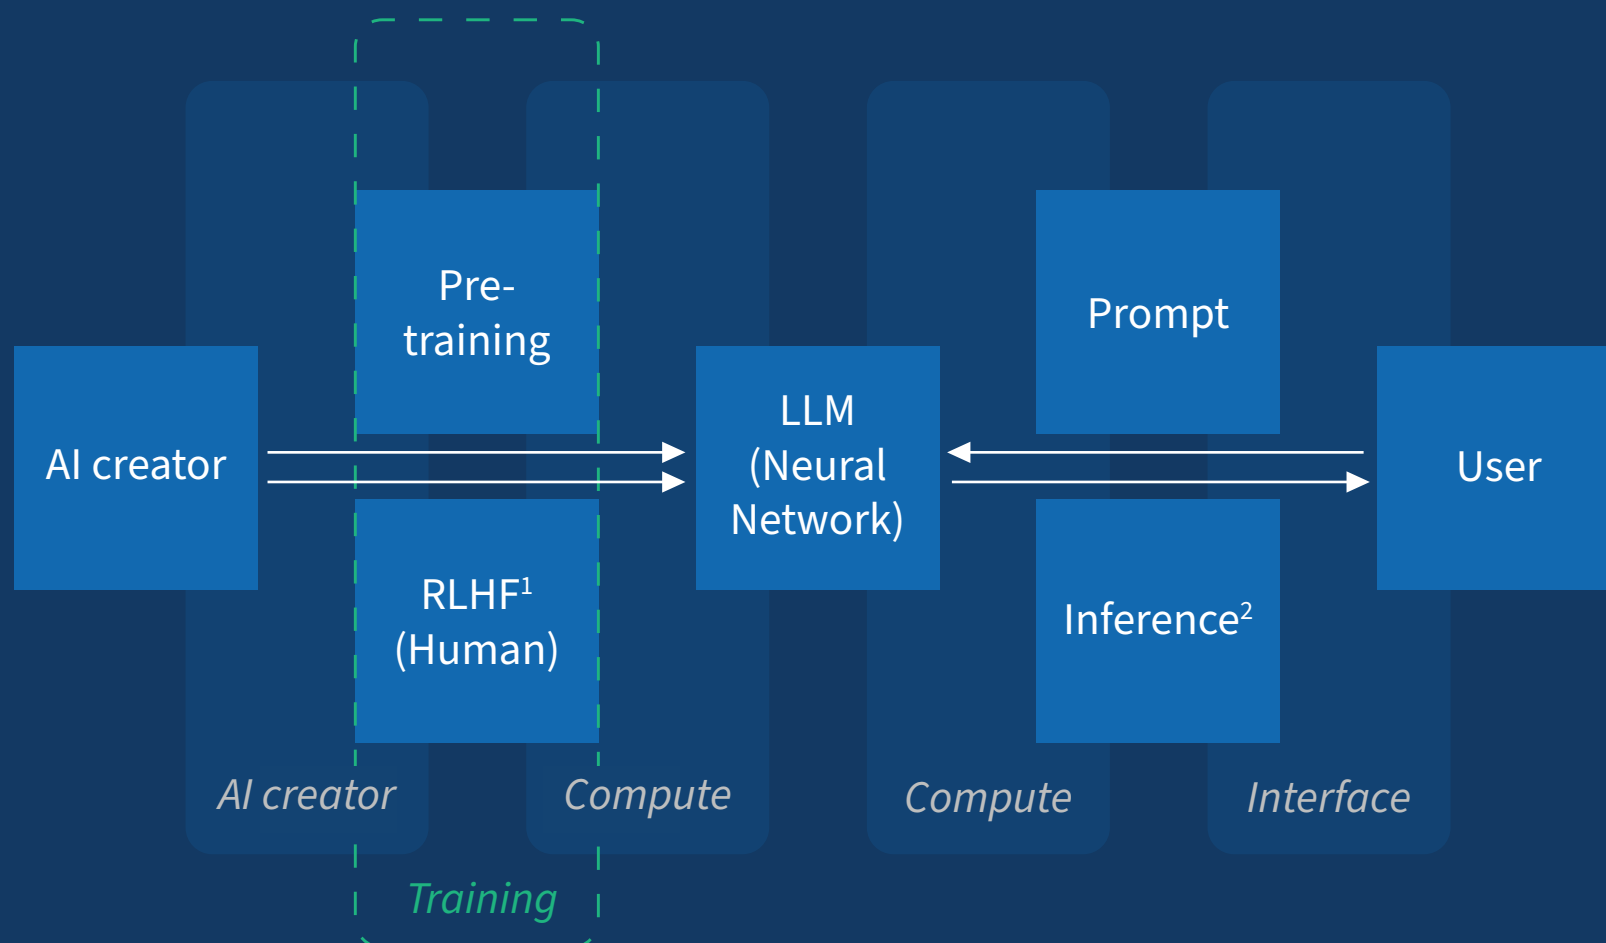 Pre-
training
Prompt
AI creator
LLM
(Neural
Network)
User
RLHF¹
(Human)
Inference²
AI creator
Compute
Compute
Interface
Training